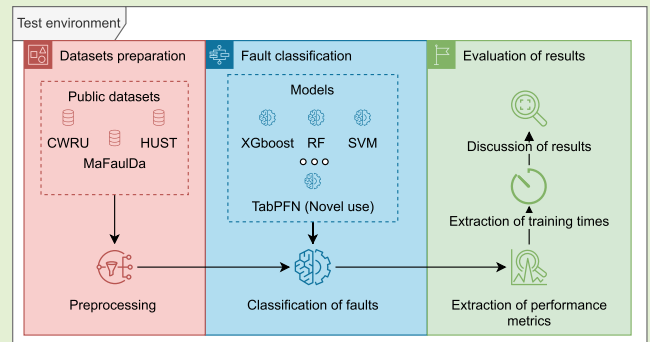 Test environment
Datasets preparation
Public datasets
CWRU
HUST
MaFaulDa
Preprocessing
Fault classification
Models
XGboost RF SVM
TabPFN (Novel use)
Classification of faults
Evaluation of results
Discussion of results
Extraction of training times
Extraction of performance
metrics